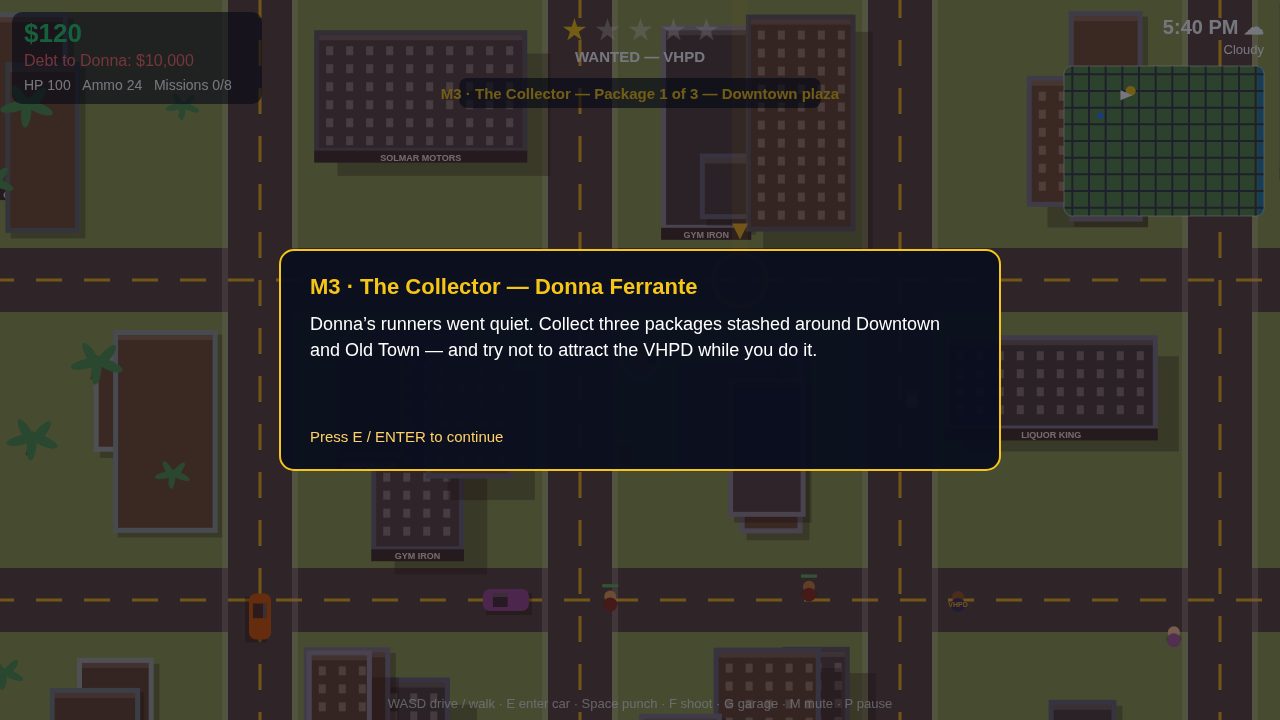 $120
Debt to Donna: $10,000
HP 100 Ammo 24 Missions 0/8
WANTED — VHPD
M3 · The Collector — Package 1 of 3 — Downtown plaza
5:40 PM
Cloudy
SOLMAR MOTORS
GYM IRON
M3 · The Collector — Donna Ferrante
Donna’s runners went quiet. Collect three packages stashed around Downtown
and Old Town — and try not to attract the VHPD while you do it.
Press E / ENTER to continue
LIQUOR KING
GYM IRON
VHPD
WASD drive / walk · E enter car · Space punch · F shoot · G garage · M mute · P pause